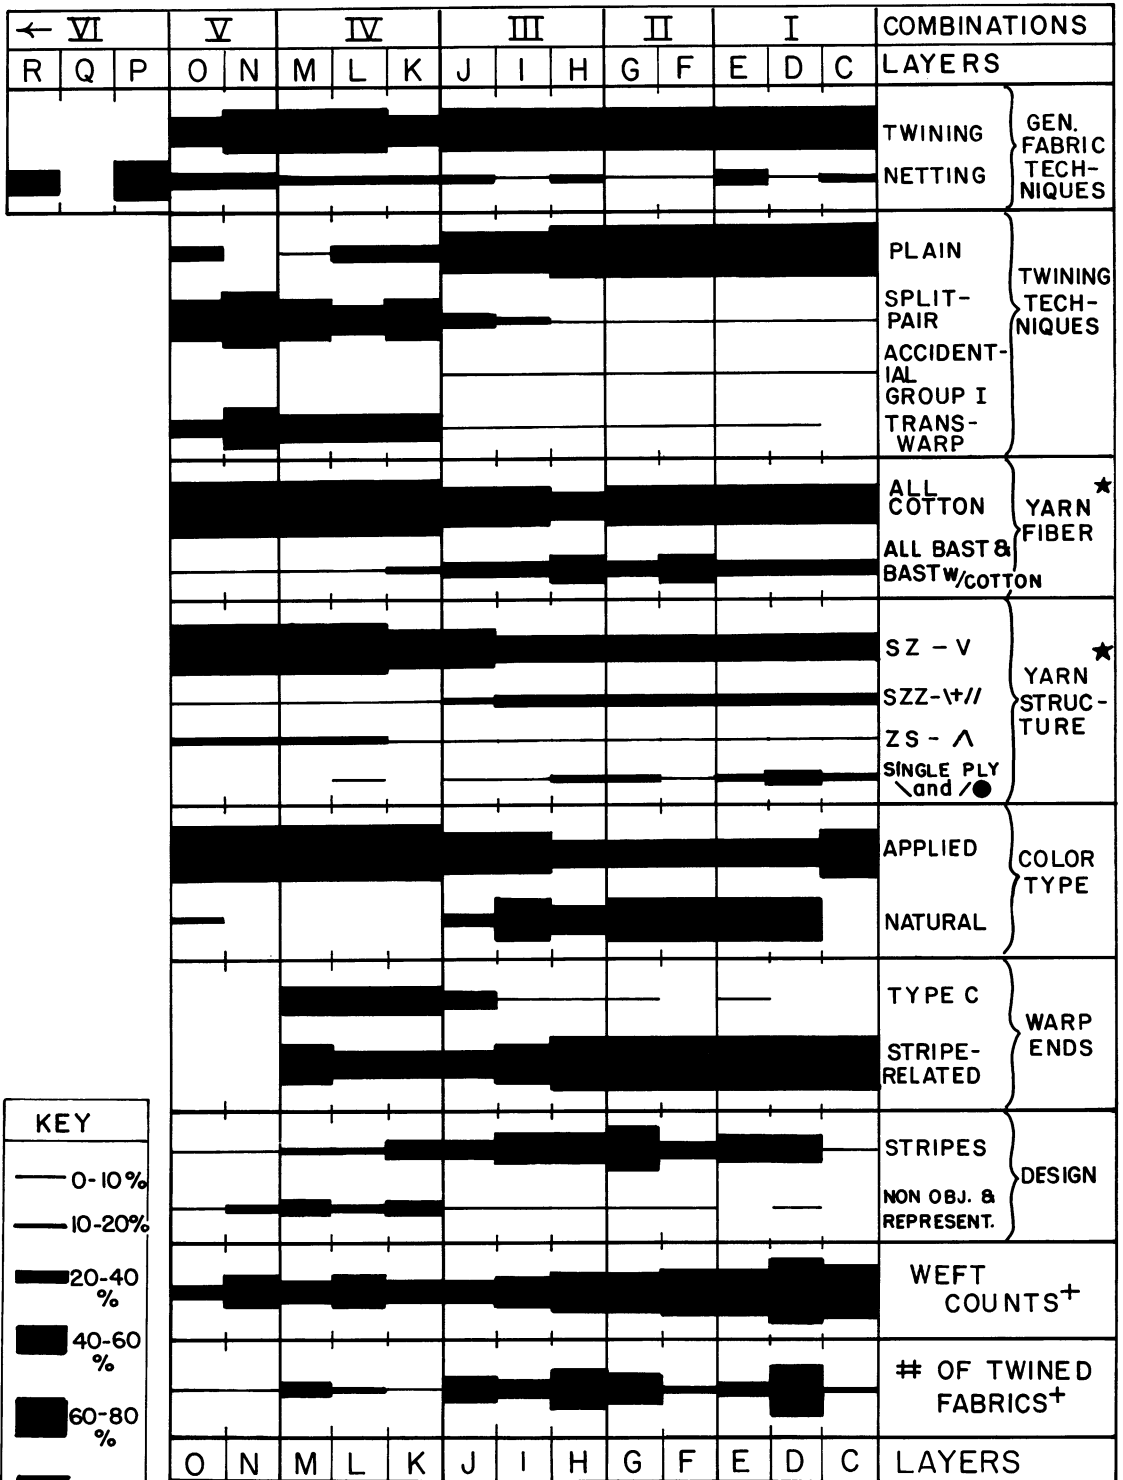 ← VI V IV III II I COMBINATIONS
R Q P O N M L K J I H G F E D C LAYERS
TWINING
NETTING
GEN.
FABRIC
TECH-
NIQUES
PLAIN
SPLIT-
PAIR
ACCIDENT-
IAL
GROUP I
TRANS-
WARP
TWINING
TECH-
NIQUES
ALL
COTTON
ALL BAST &
BAST W/COTTON
YARN ★
FIBER
SZ - V
SZZ-\+//
ZS - Λ
SINGLE PLY
\and /●
YARN ★
STRUC-
TURE
APPLIED
NATURAL
COLOR
TYPE
TYPE C
STRIPE-
RELATED
WARP
ENDS
STRIPES
NON OBJ. &
REPRESENT.
DESIGN
WEFT
COUNTS+
# OF TWINED
FABRICS+
O N M L K J I H G F E D C LAYERS
KEY
0-10%
10-20%
20-40
%
40-60
%
60-80
%